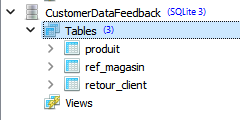 CustomerDataFeedback (SQLite 3)
Tables (3)
produit
ref_magasin
retour_client
Views